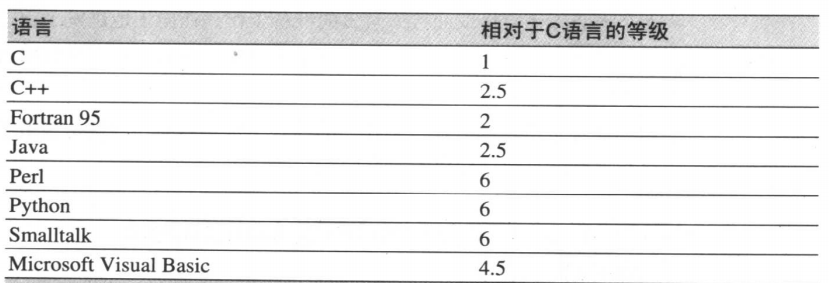 语言 相对于C语言的等级
C 1
C++ 2.5
Fortran 95 2
Java 2.5
Perl 6
Python 6
Smalltalk 6
Microsoft Visual Basic 4.5